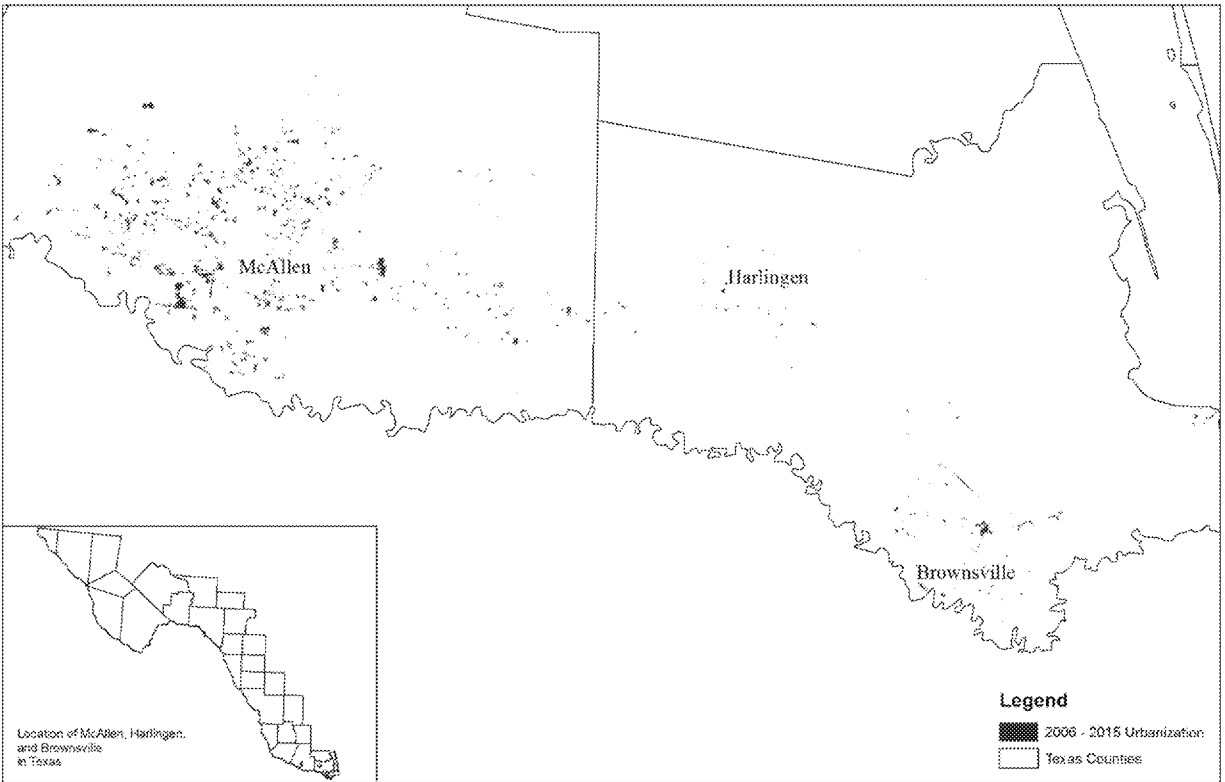 McAllen
Harlingen
Brownsville
Location of McAllen, Harlingen,
and Brownsville
in Texas
Legend
2006 - 2015 Urbanization
Texas Counties